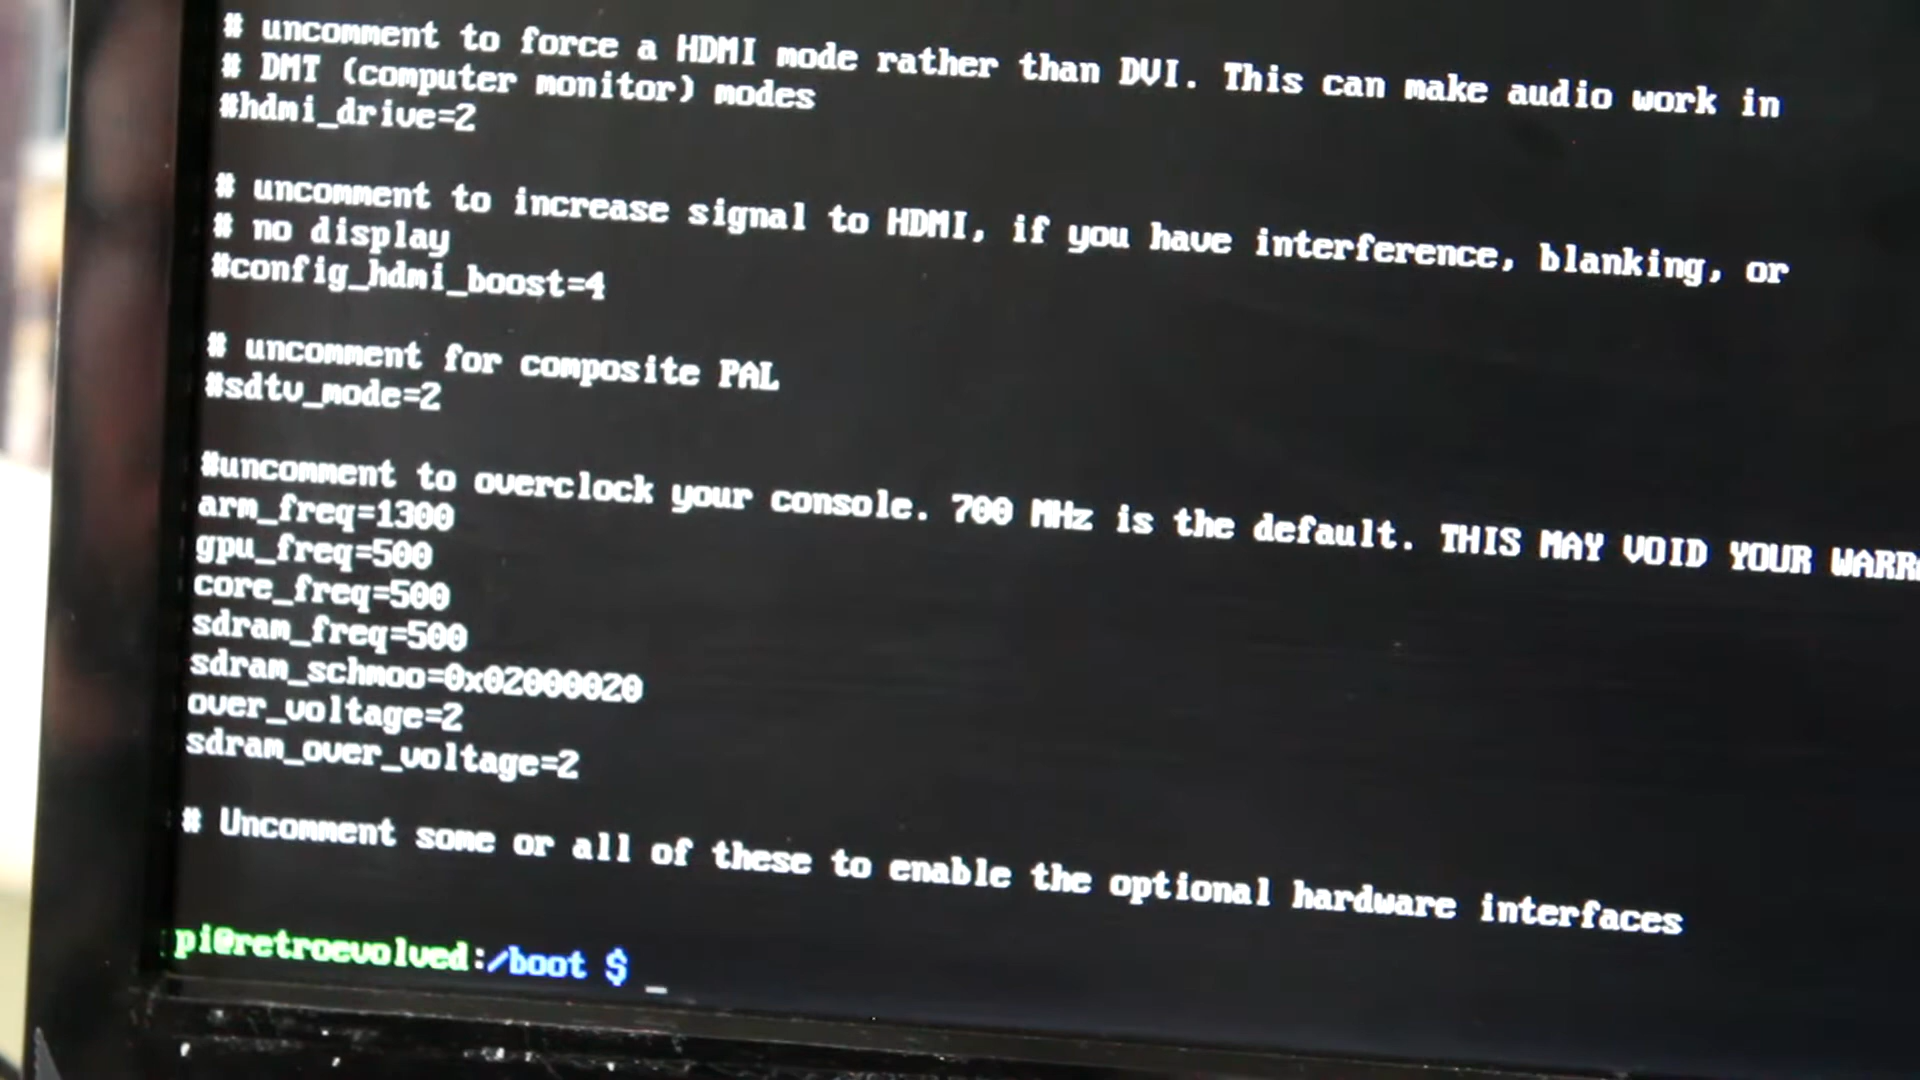 # uncomment to force a HDMI mode rather than DVI. This can make audio work in
# DMT (computer monitor) modes
#hdmi_drive=2
# uncomment to increase signal to HDMI, if you have interference, blanking, or
# no display
#config_hdmi_boost=4
# uncomment for composite PAL
#sdtv_mode=2
#uncomment to overclock your console. 700 MHz is the default. THIS MAY VOID YOUR
arm_freq=1300
gpu_freq=500
core_freq=500
sdram_freq=500
sdram_schmoo=0x02000020
over_voltage=2
sdram_over_voltage=2
# Uncomment some or all of these to enable the optional hardware interfaces
pi@retroevolved:/boot $ _